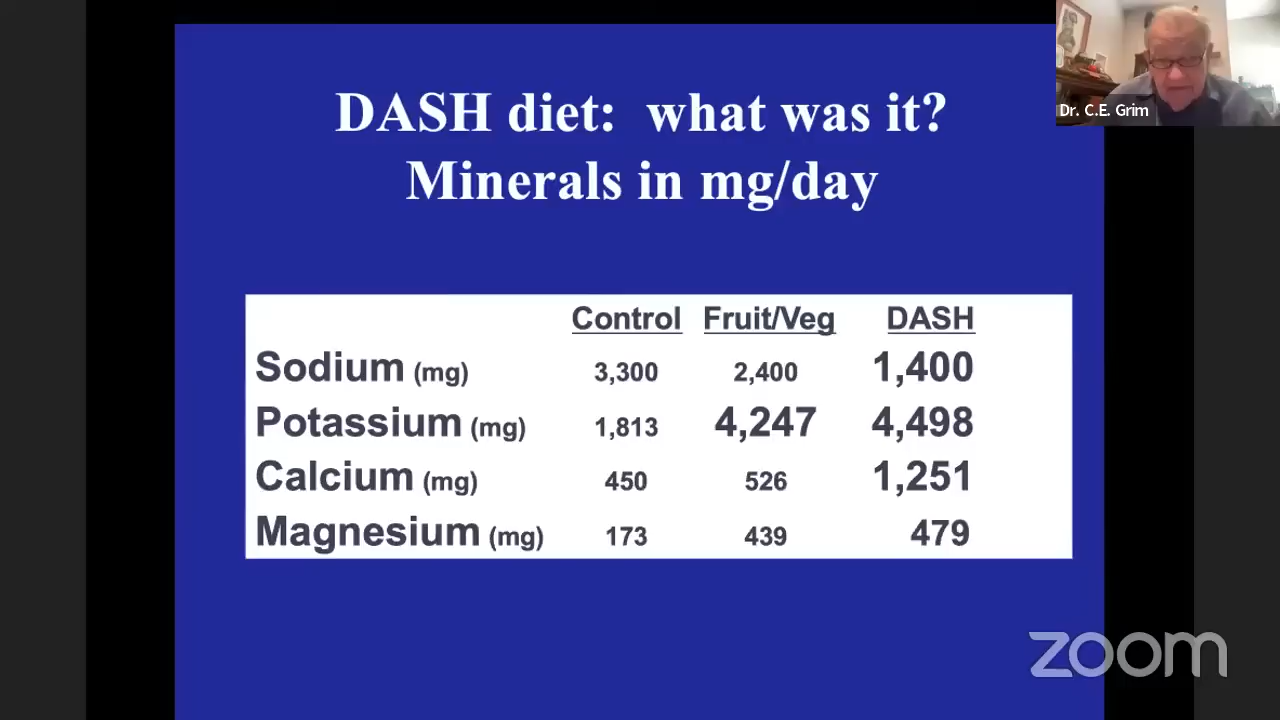 DASH diet: what was it?
Minerals in mg/day
Dr. C.E. Grim
Control Fruit/Veg DASH
Sodium (mg) 3,300 2,400 1,400
Potassium (mg) 1,813 4,247 4,498
Calcium (mg) 450 526 1,251
Magnesium (mg) 173 439 479
zoom